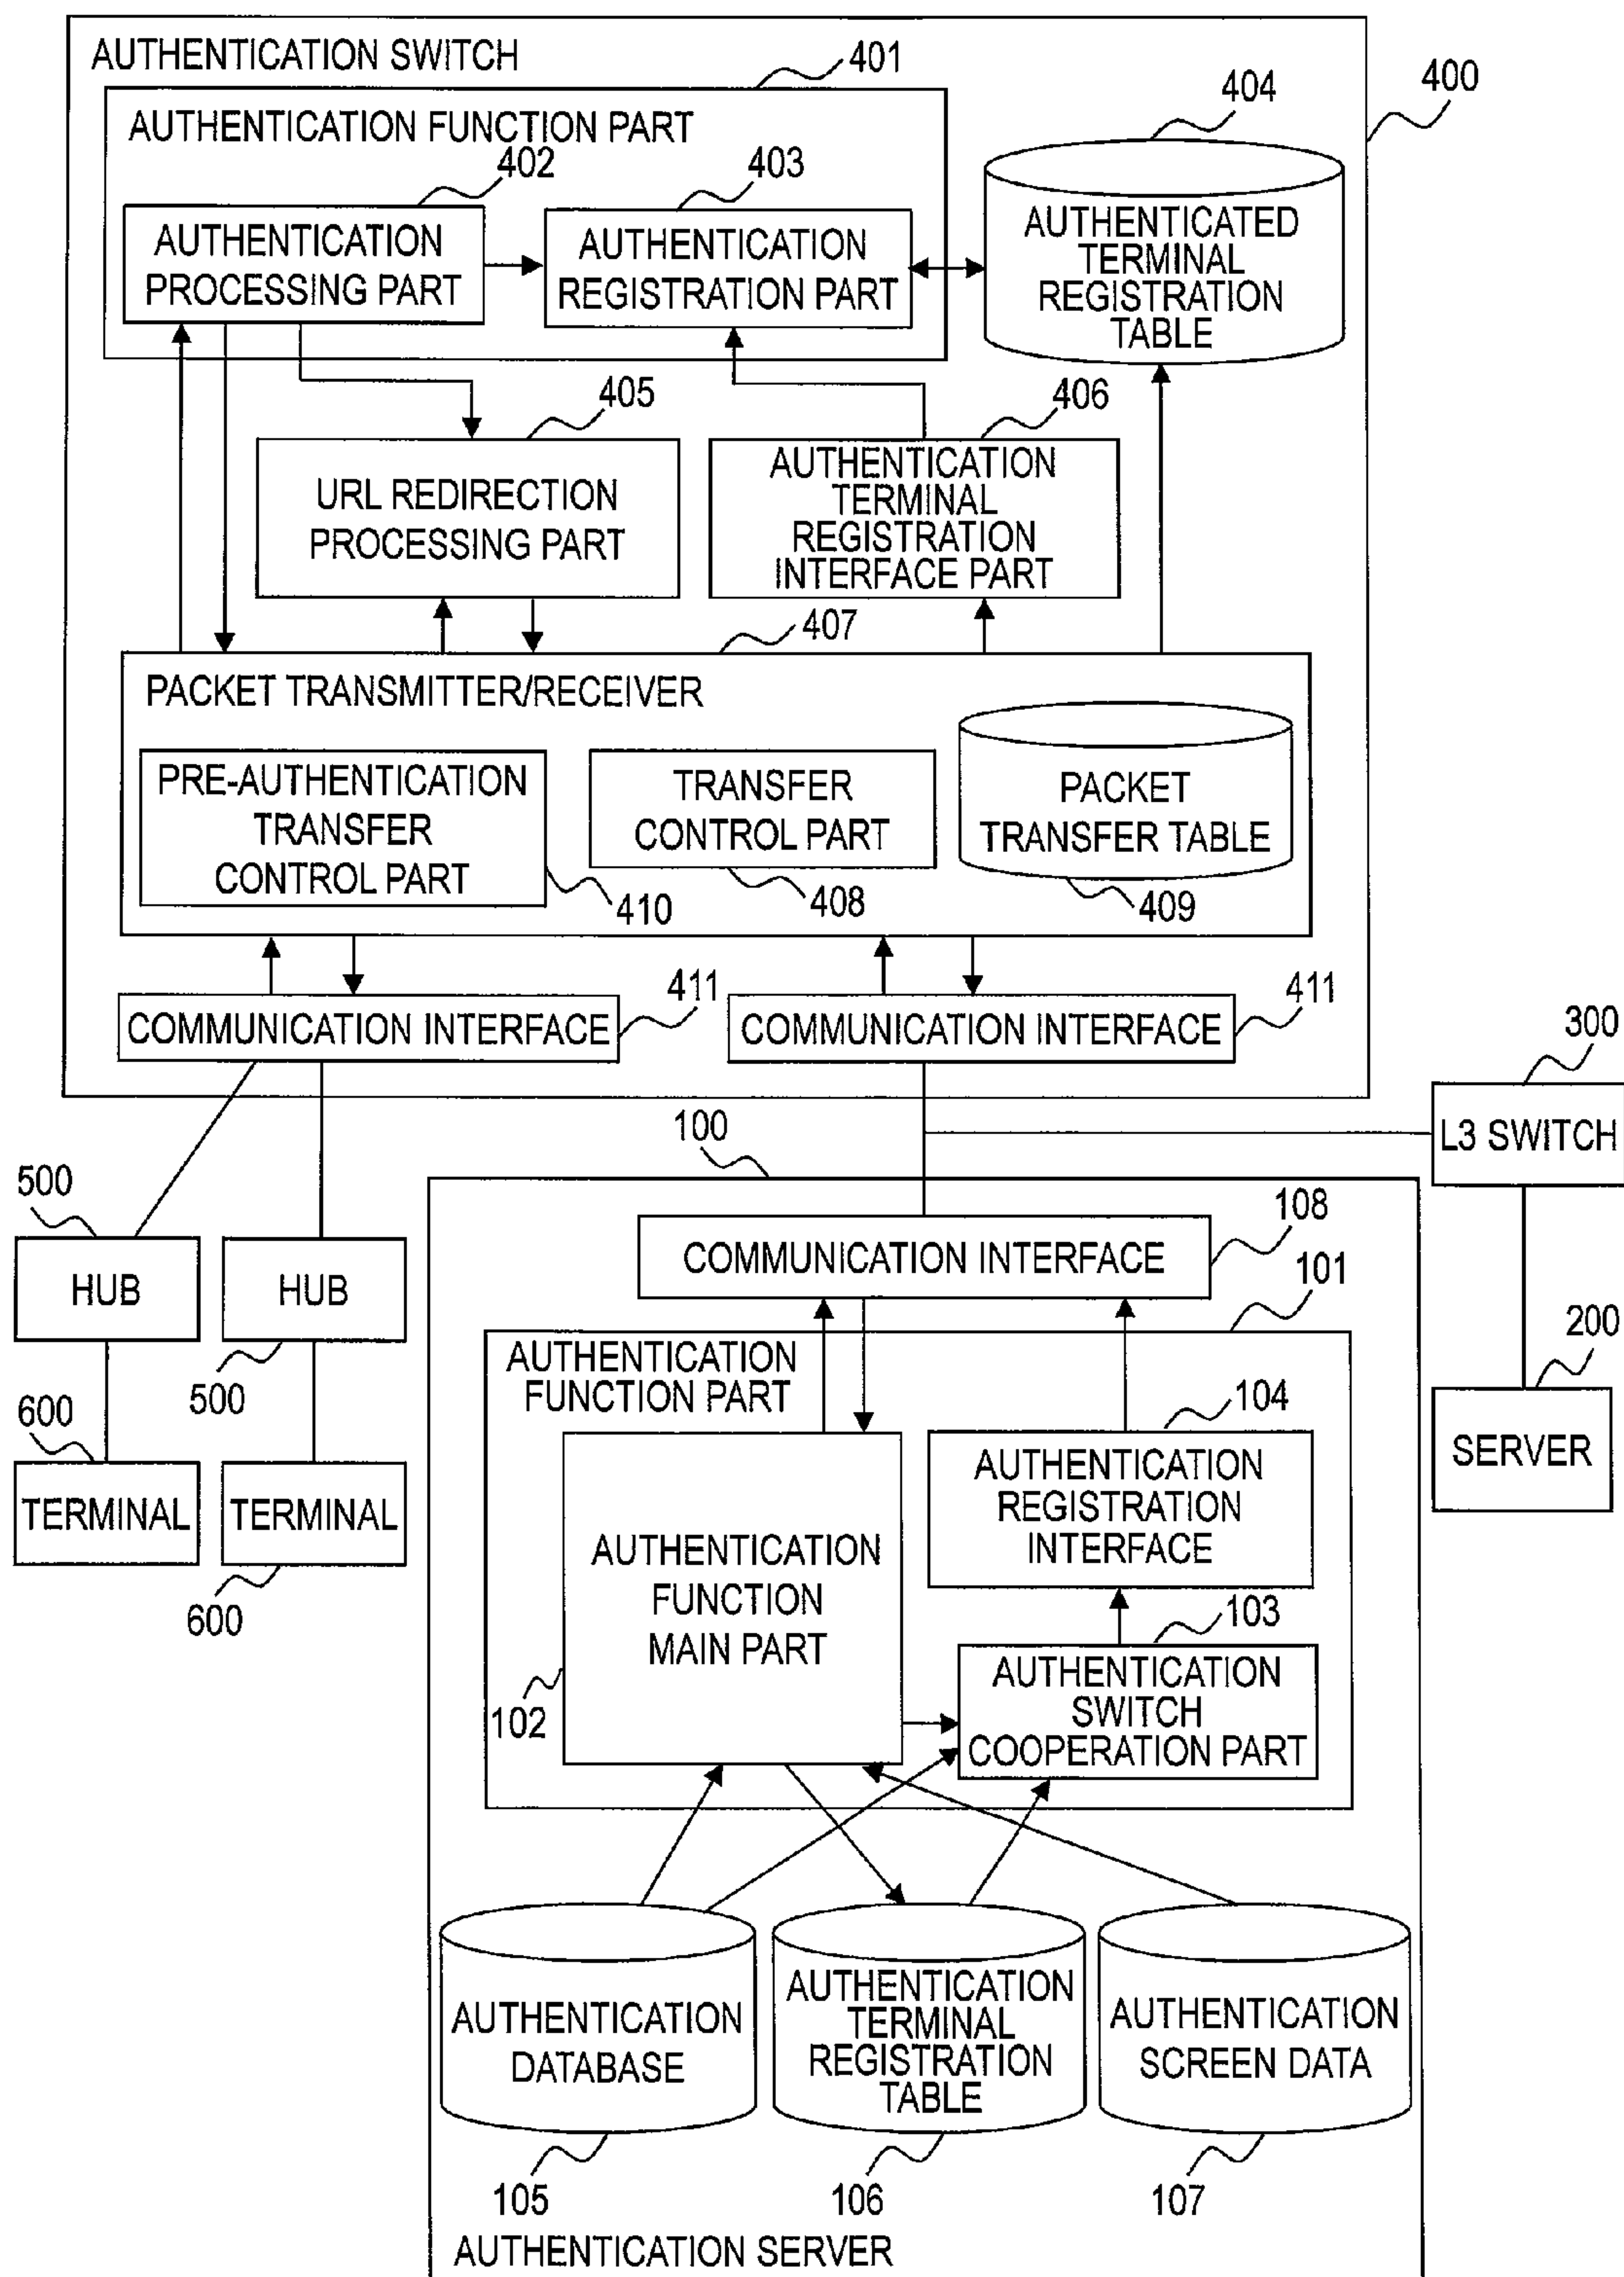 AUTHENTICATION SWITCH
401
400
404
AUTHENTICATION FUNCTION PART
402
403
AUTHENTICATION
PROCESSING PART
AUTHENTICATION
REGISTRATION PART
AUTHENTICATED
TERMINAL
REGISTRATION
TABLE
405
406
URL REDIRECTION
PROCESSING PART
AUTHENTICATION
TERMINAL
REGISTRATION
INTERFACE PART
407
PACKET TRANSMITTER/RECEIVER
PRE-AUTHENTICATION
TRANSFER
CONTROL PART
410
TRANSFER
CONTROL PART
408
PACKET
TRANSFER TABLE
409
COMMUNICATION INTERFACE
411
COMMUNICATION INTERFACE
411
300
L3 SWITCH
100
500
HUB
HUB
500
108
COMMUNICATION INTERFACE
101
200
SERVER
600
TERMINAL
TERMINAL
600
AUTHENTICATION
FUNCTION PART
104
AUTHENTICATION
REGISTRATION
INTERFACE
AUTHENTICATION
FUNCTION
MAIN PART
102
103
AUTHENTICATION
SWITCH
COOPERATION PART
AUTHENTICATION
DATABASE
AUTHENTICATION
TERMINAL
REGISTRATION
TABLE
AUTHENTICATION
SCREEN DATA
105
106
107
AUTHENTICATION SERVER